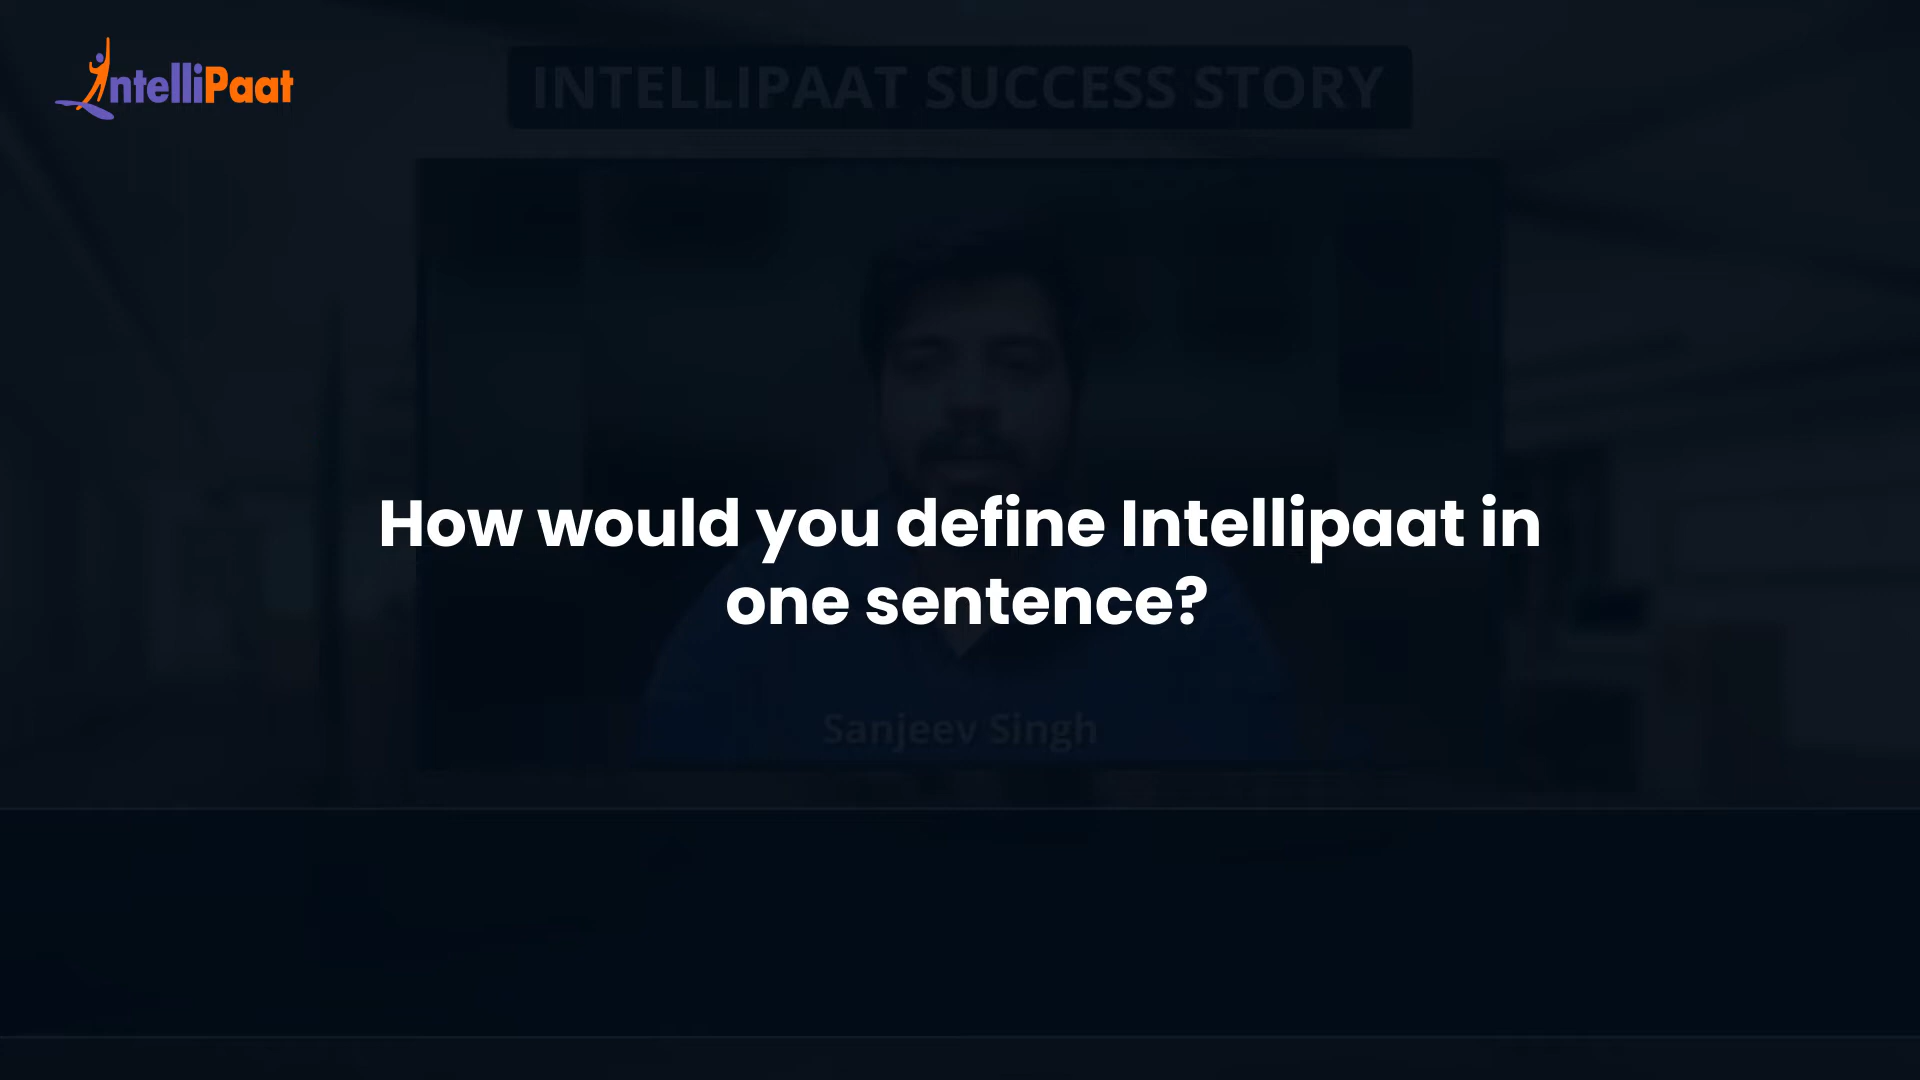 IntelliPaat
INTELLIPAAT SUCCESS STORY
How would you define Intellipaat in
one sentence?
Sanjeev Singh